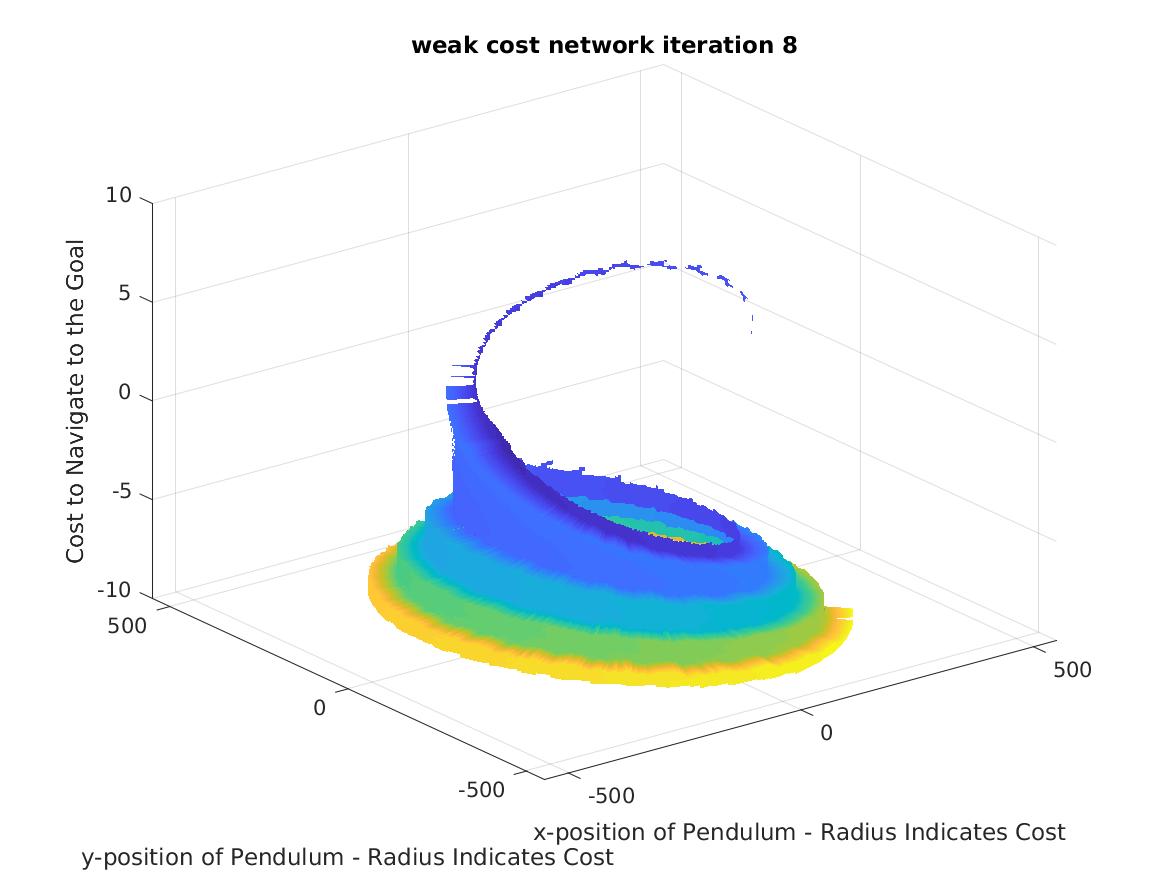 weak cost network iteration 8
10
5
0
-5
-10
Cost to Navigate to the Goal
500
0
-500
y-position of Pendulum - Radius Indicates Cost
-500
0
500
x-position of Pendulum - Radius Indicates Cost